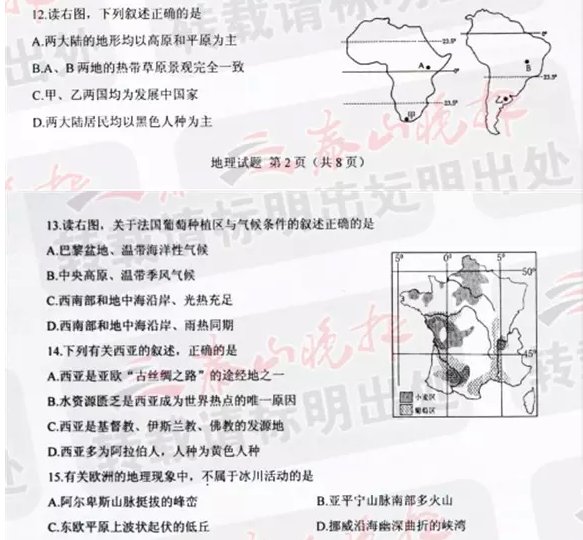 12.读右图，下列叙述正确的是
A.两大陆的地形均以高原和平原为主
B.A、B 两地的热带草原景观完全一致
C.甲、乙两国均为发展中国家
D.两大陆居民均以黑色人种为主
23.5°
A
0°
23.5°
甲
0°
B
23.5°
乙
地理试题 第 2 页（共 8 页）
13.读右图，关于法国葡萄种植区与气候条件的叙述正确的是
A.巴黎盆地、温带海洋性气候
B.中央高原、温带季风气候
C.西南部和地中海沿岸、光热充足
D.西南部和地中海沿岸、雨热同期
5° 0° 5°
50°
45°
小麦区
葡萄区
14.下列有关西亚的叙述，正确的是
A.西亚是亚欧“古丝绸之路”的途经地之一
B.水资源匮乏是西亚成为世界热点的唯一原因
C.西亚是基督教、伊斯兰教、佛教的发源地
D.西亚多为阿拉伯人，人种为黄色人种
15.有关欧洲的地理现象中，不属于冰川活动的是
A.阿尔卑斯山脉挺拔的峰峦 B.亚平宁山脉南部多火山
C.东欧平原上波状起伏的低丘 D.挪威沿海幽深曲折的峡湾